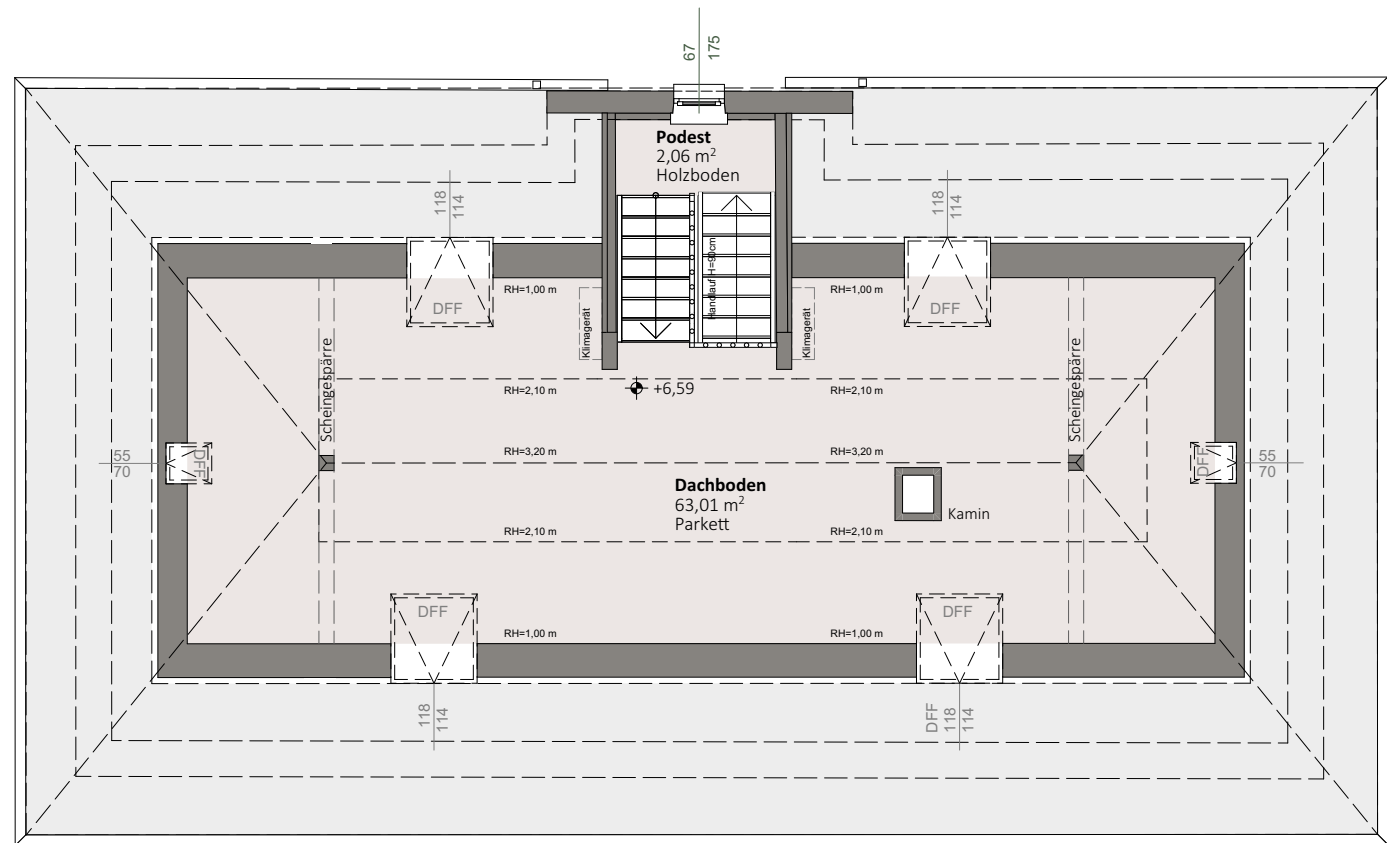 67
175
Podest
2,06 m²
Holzboden
118
114
118
114
DFF
DFF
RH=1,00 m
RH=1,00 m
Handlauf H=90cm
Klimagerät
Klimagerät
Scheingespärre
Scheingespärre
RH=2,10 m
+6,59
RH=2,10 m
55
70
DFF
RH=3,20 m
RH=3,20 m
DFF
55
70
Dachboden
63,01 m²
Parkett
Kamin
RH=2,10 m
RH=2,10 m
DFF
DFF
RH=1,00 m
RH=1,00 m
118
114
DFF
118
114